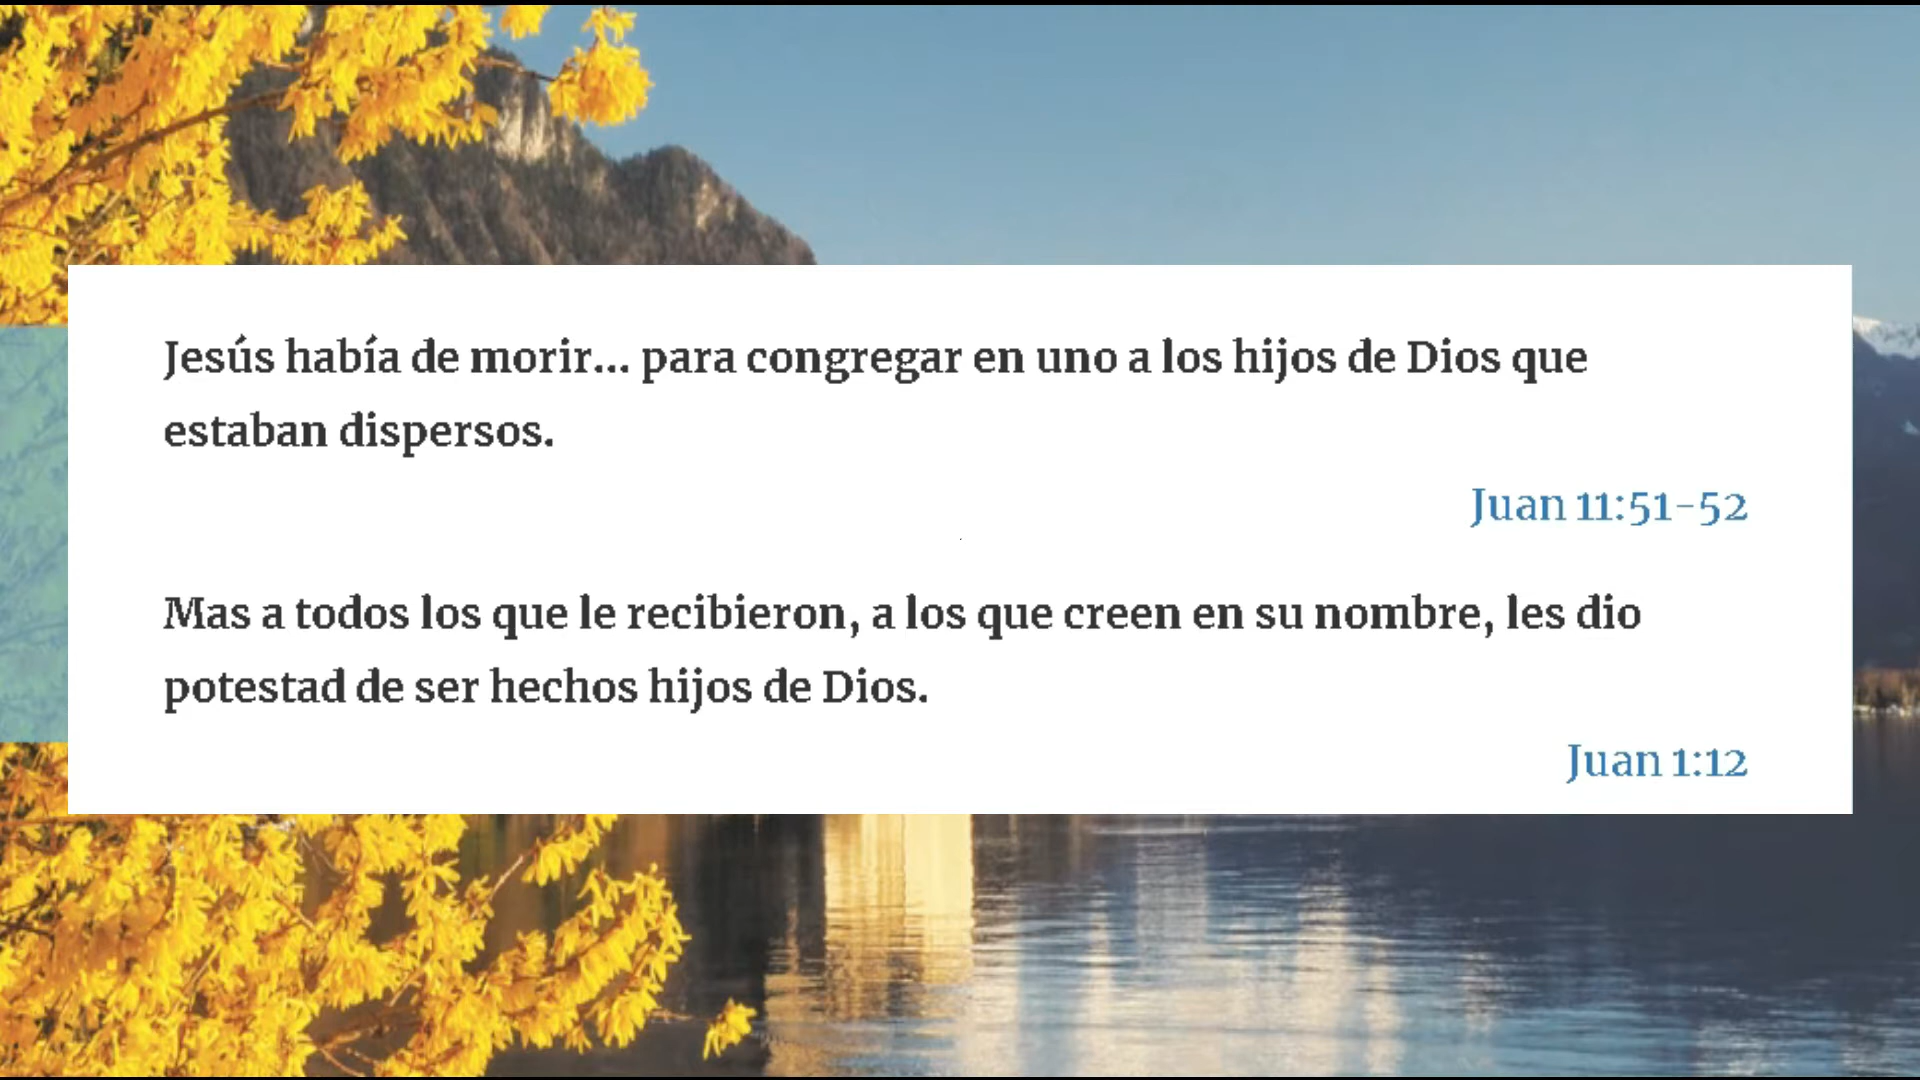 Jesús había de morir... para congregar en uno a los hijos de Dios que
estaban dispersos.
Juan 11:51-52
Mas a todos los que le recibieron, a los que creen en su nombre, les dio
potestad de ser hechos hijos de Dios.
Juan 1:12